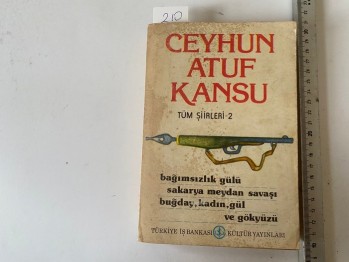 210
CEYHUN
ATUF
KANSU
TÜM ŞİİRLERİ-2
bağımsızlık gülü
sakarya meydan savaşı
buğday, kadın, gül
ve gökyüzü
TÜRKİYE İŞ BANKASI KÜLTÜR YAYINLARI